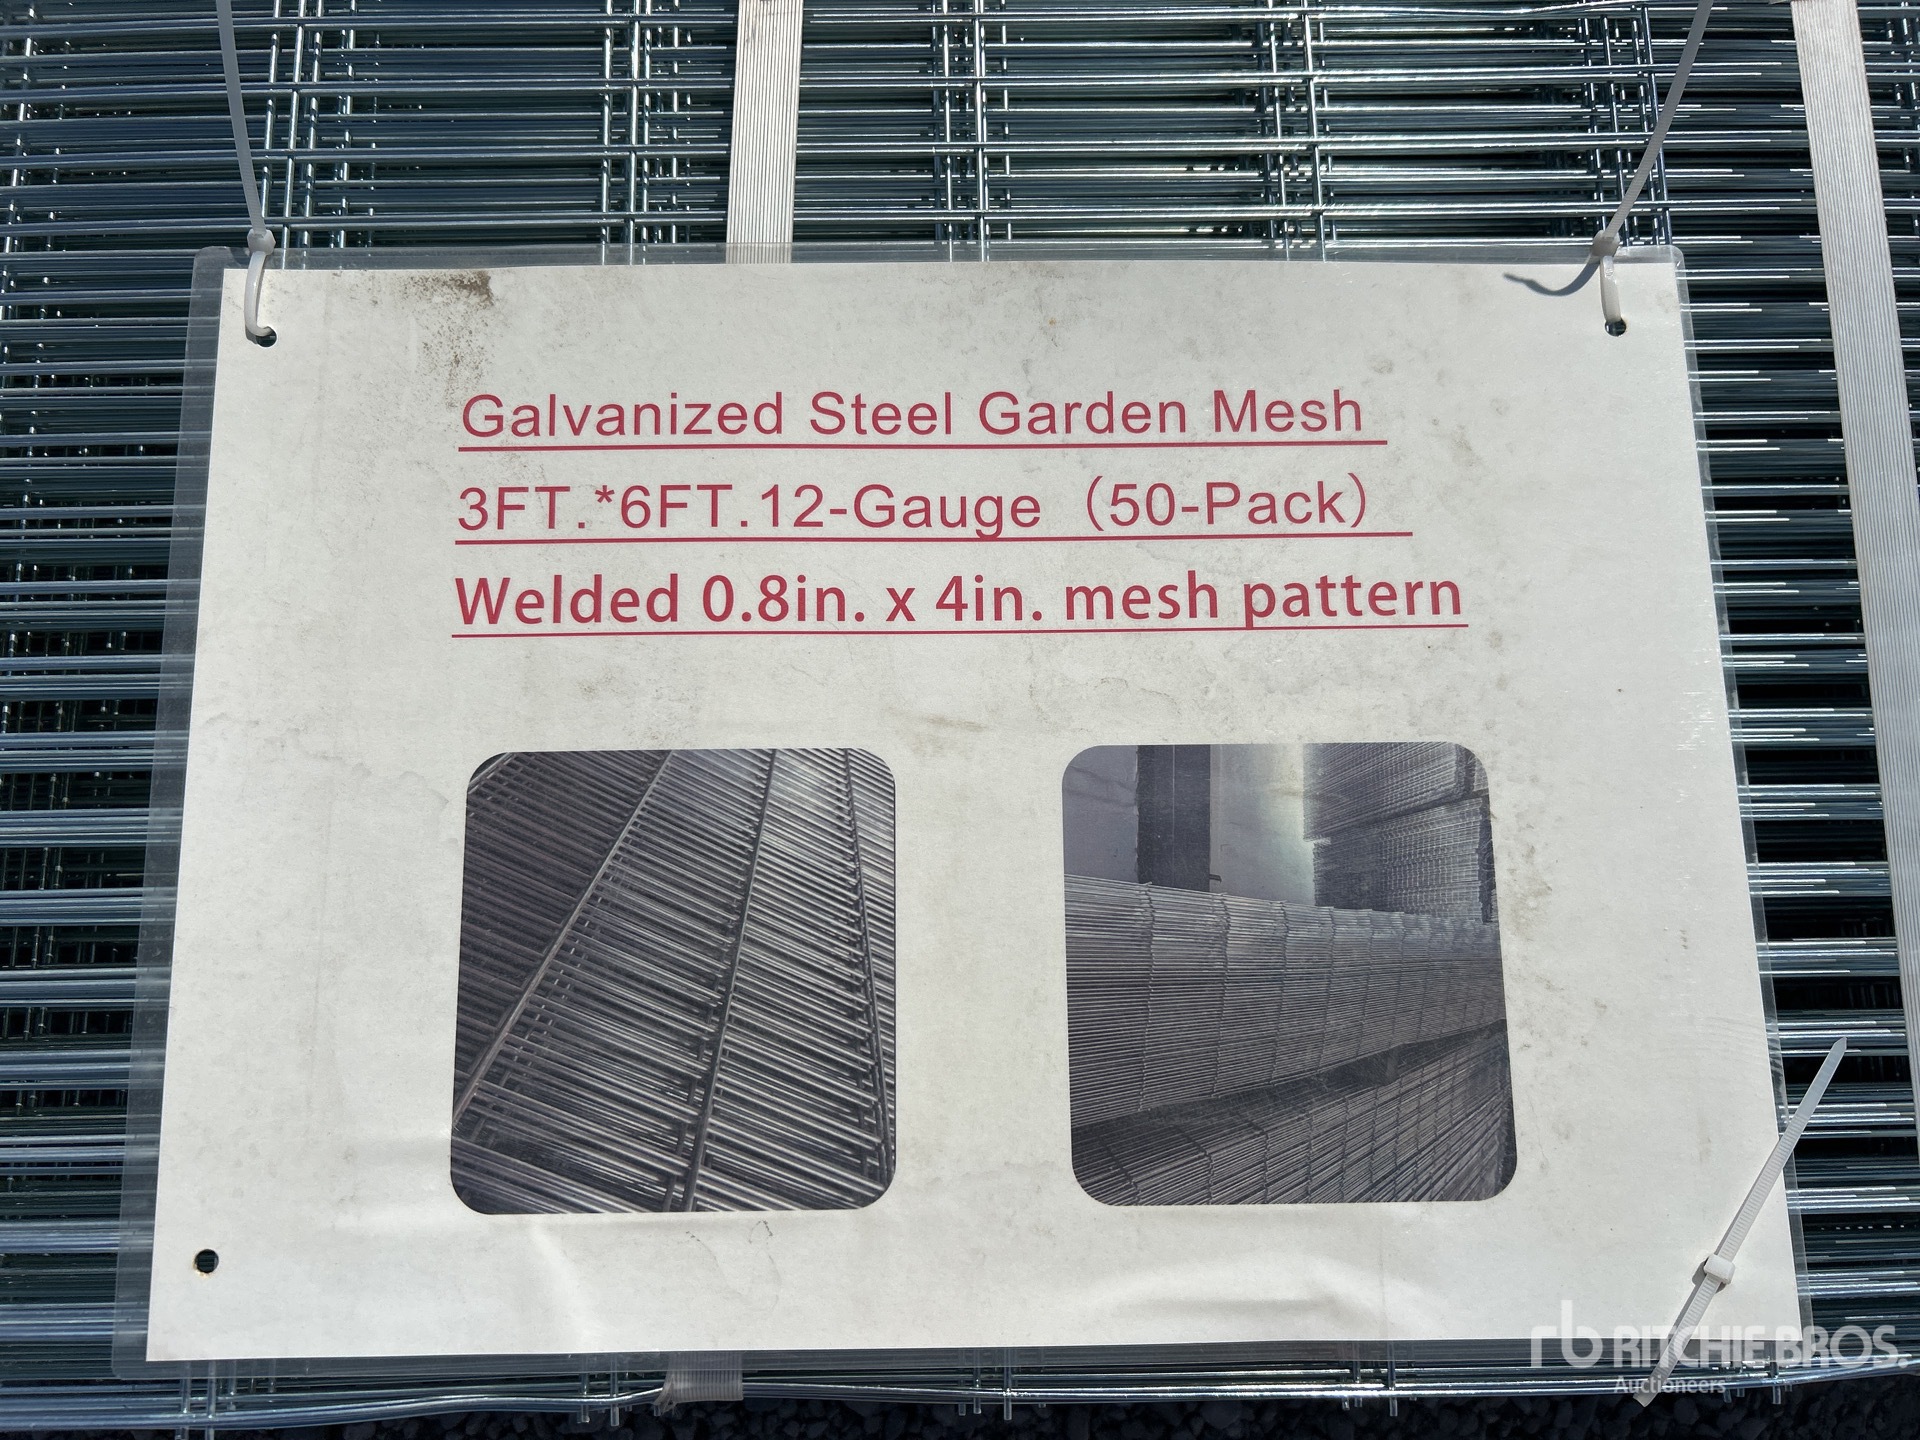 Galvanized Steel Garden Mesh
3FT.*6FT.12-Gauge（50-Pack）
Welded 0.8in. x 4in. mesh pattern
rb RITCHIE BROS.
Auctioneers